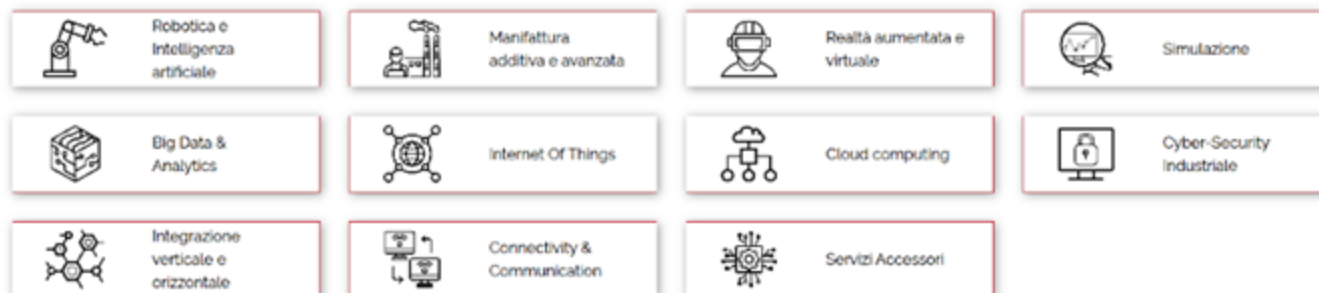 Robotica e
Intelligenza
artificiale
Manifattura
additiva e avanzata
Realtà aumentata e
virtuale
Simulazione
Big Data &
Analytics
Internet Of Things
Cloud computing
Cyber-Security
Industriale
Integrazione
verticale e
orizzontale
Connectivity &
Communication
Servizi Accessori